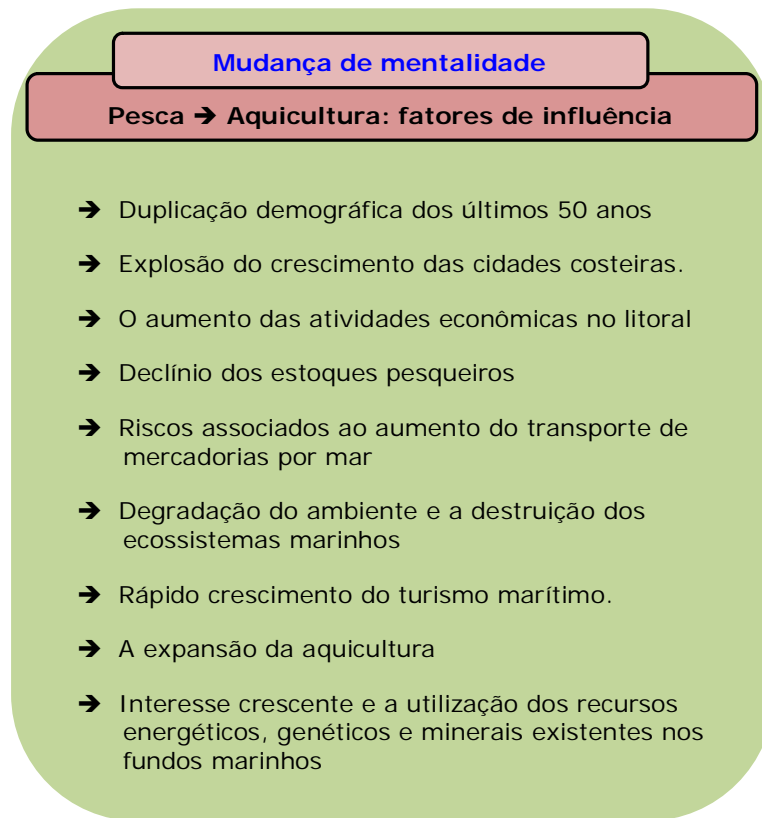 Mudança de mentalidade
Pesca ➔ Aquicultura: fatores de influência
➔ Duplicação demográfica dos últimos 50 anos
➔ Explosão do crescimento das cidades costeiras.
➔ O aumento das atividades econômicas no litoral
➔ Declínio dos estoques pesqueiros
➔ Riscos associados ao aumento do transporte de
mercadorias por mar
➔ Degradação do ambiente e a destruição dos
ecossistemas marinhos
➔ Rápido crescimento do turismo marítimo.
➔ A expansão da aquicultura
➔ Interesse crescente e a utilização dos recursos
energéticos, genéticos e minerais existentes nos
fundos marinhos